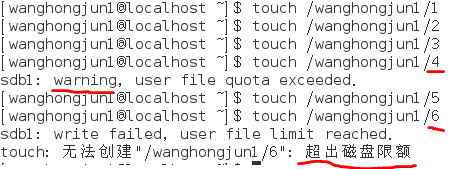 [wanghongjun1@localhost ~]$ touch /wanghongjun1/1
[wanghongjun1@localhost ~]$ touch /wanghongjun1/2
[wanghongjun1@localhost ~]$ touch /wanghongjun1/3
[wanghongjun1@localhost ~]$ touch /wanghongjun1/4
sdb1: warning, user file quota exceeded.
[wanghongjun1@localhost ~]$ touch /wanghongjun1/5
[wanghongjun1@localhost ~]$ touch /wanghongjun1/6
sdb1: write failed, user file limit reached.
touch: 无法创建"/wanghongjun1/6": 超出磁盘限额